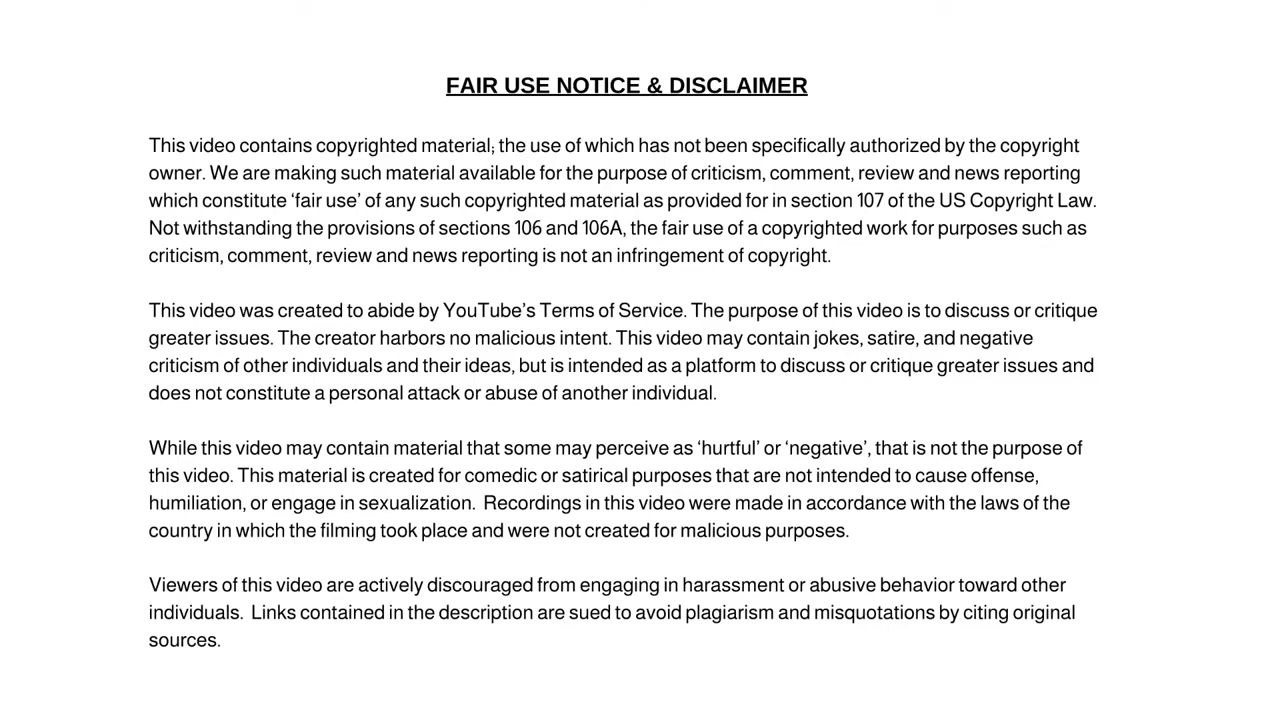 FAIR USE NOTICE & DISCLAIMER
This video contains copyrighted material; the use of which has not been specifically authorized by the copyright
owner. We are making such material available for the purpose of criticism, comment, review and news reporting
which constitute ‘fair use’ of any such copyrighted material as provided for in section 107 of the US Copyright Law.
Not withstanding the provisions of sections 106 and 106A, the fair use of a copyrighted work for purposes such as
criticism, comment, review and news reporting is not an infringement of copyright.
This video was created to abide by YouTube’s Terms of Service. The purpose of this video is to discuss or critique
greater issues. The creator harbors no malicious intent. This video may contain jokes, satire, and negative
criticism of other individuals and their ideas, but is intended as a platform to discuss or critique greater issues and
does not constitute a personal attack or abuse of another individual.
While this video may contain material that some may perceive as ‘hurtful’ or ‘negative’, that is not the purpose of
this video. This material is created for comedic or satirical purposes that are not intended to cause offense,
humiliation, or engage in sexualization.  Recordings in this video were made in accordance with the laws of the
country in which the filming took place and were not created for malicious purposes.
Viewers of this video are actively discouraged from engaging in harassment or abusive behavior toward other
individuals.  Links contained in the description are sued to avoid plagiarism and misquotations by citing original
sources.